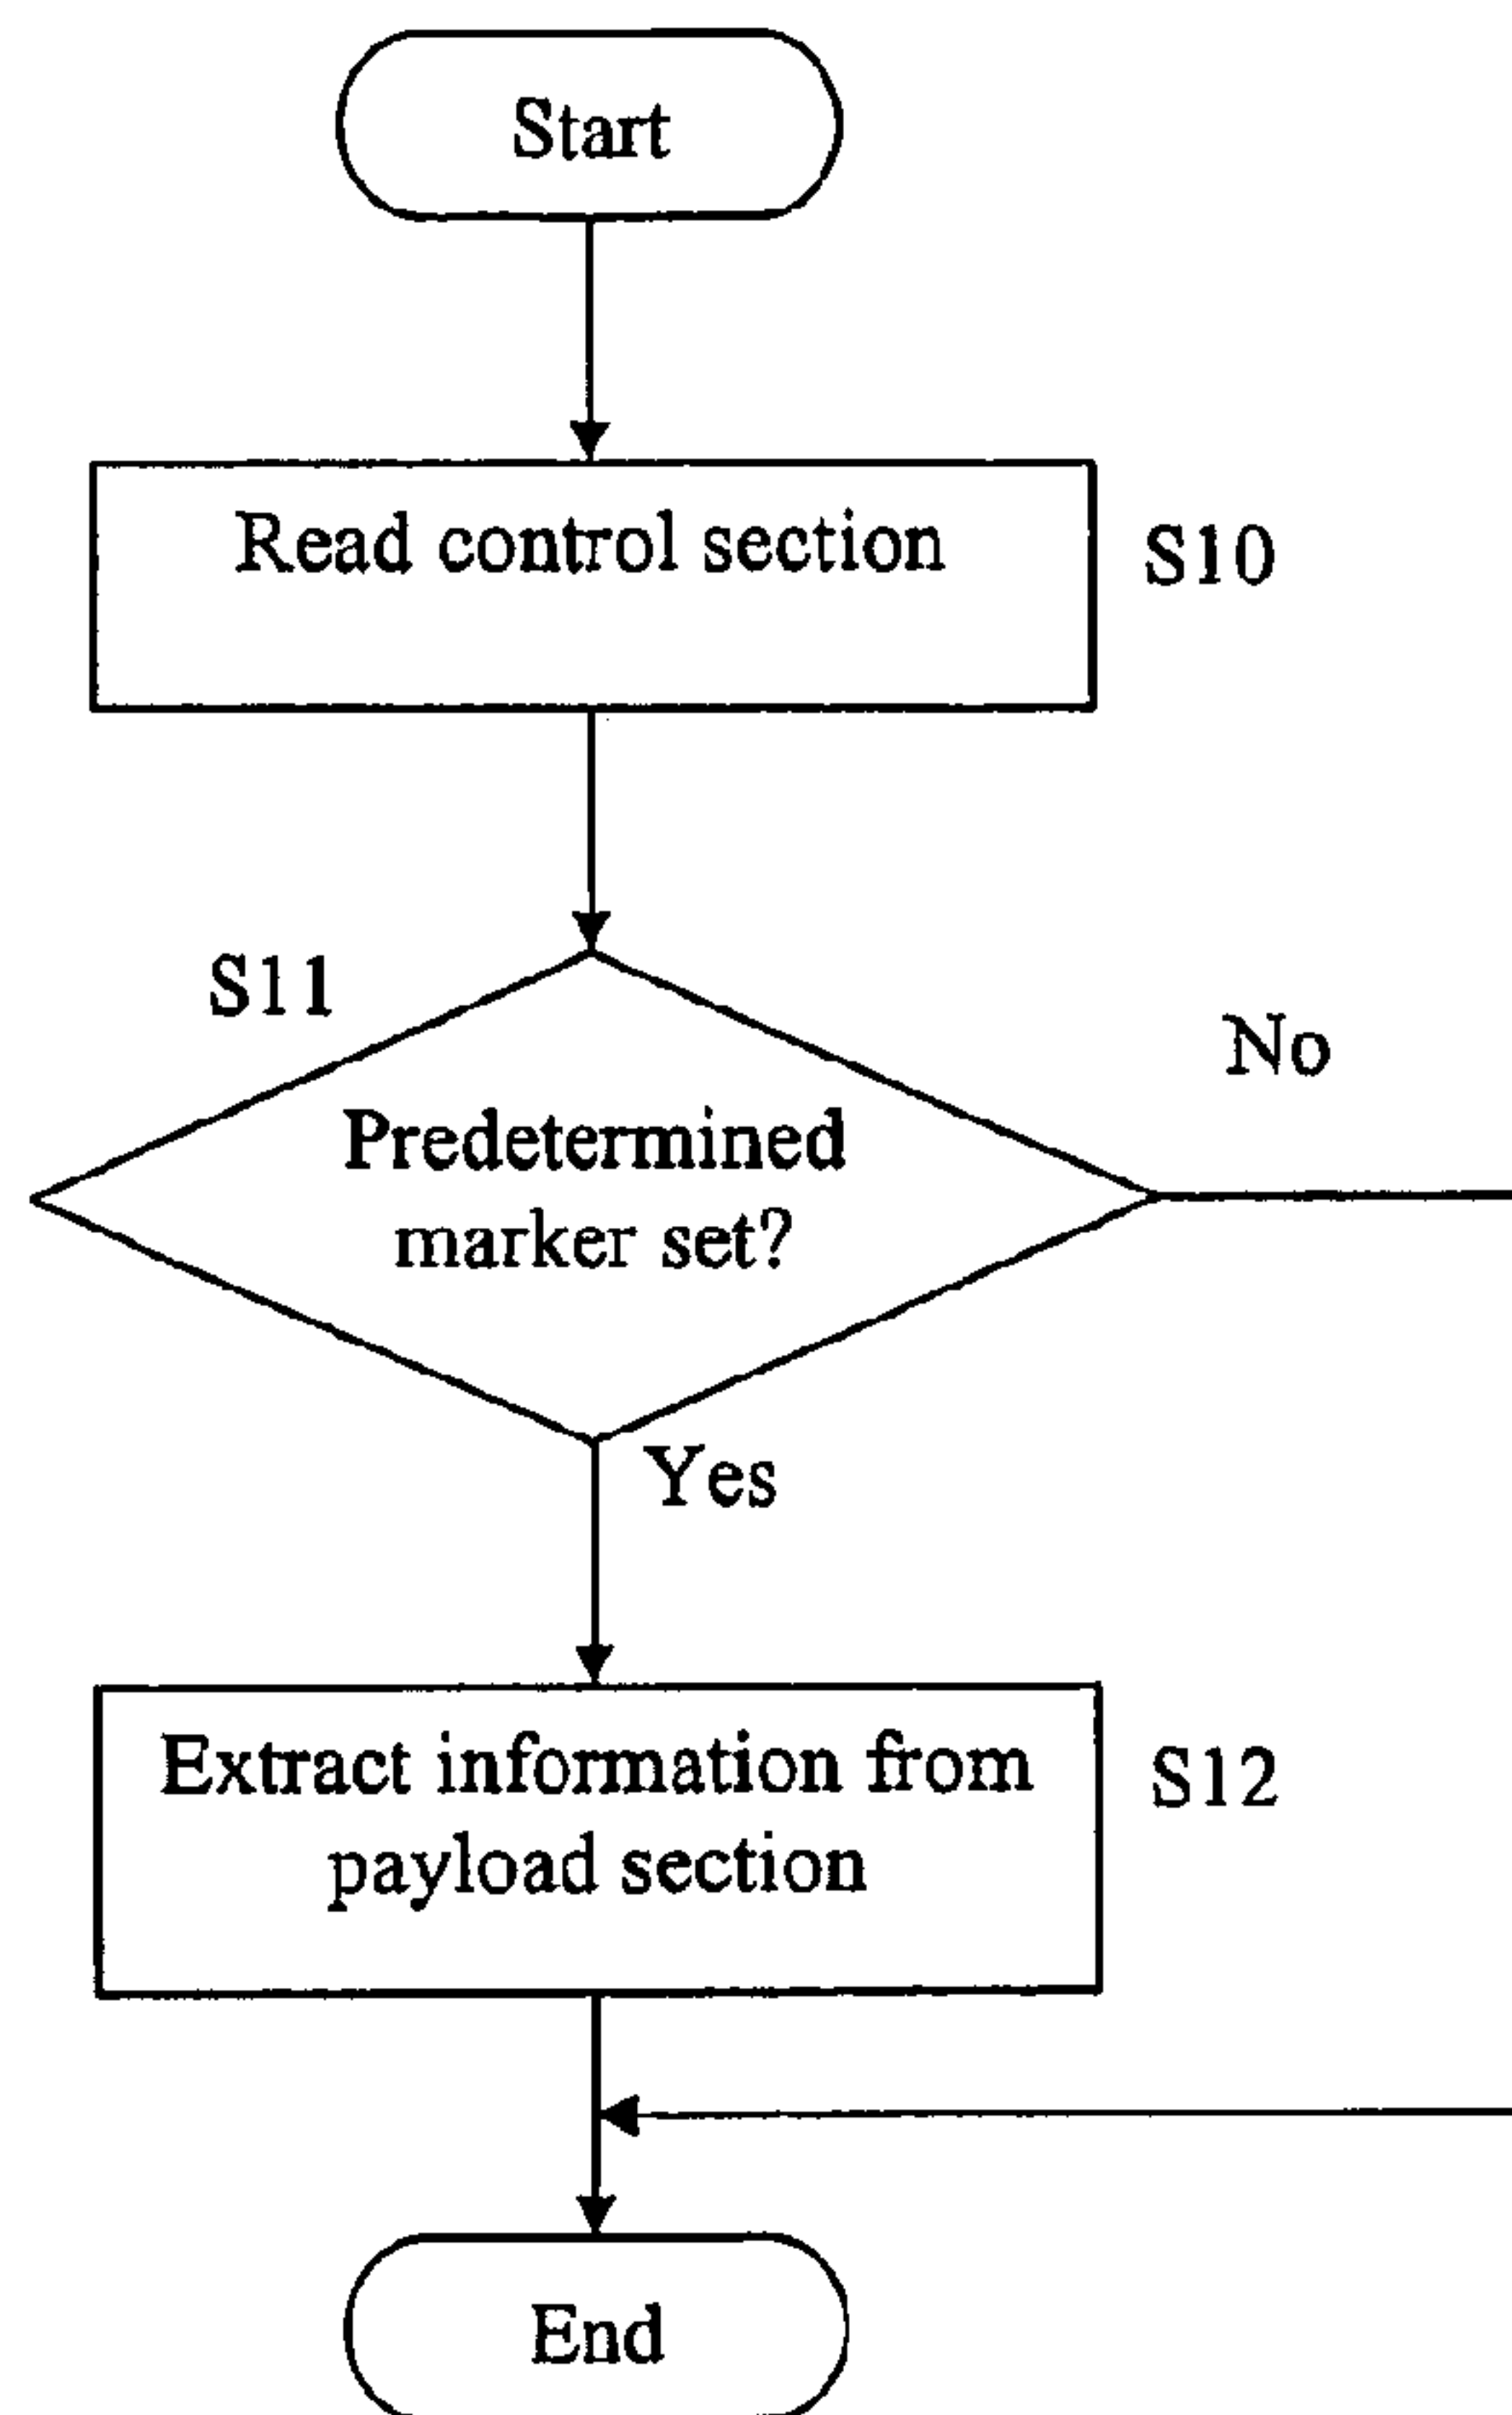 Start
Read control section
S10
S11
No
Predetermined
marker set?
Yes
Extract information from
payload section
S12
End